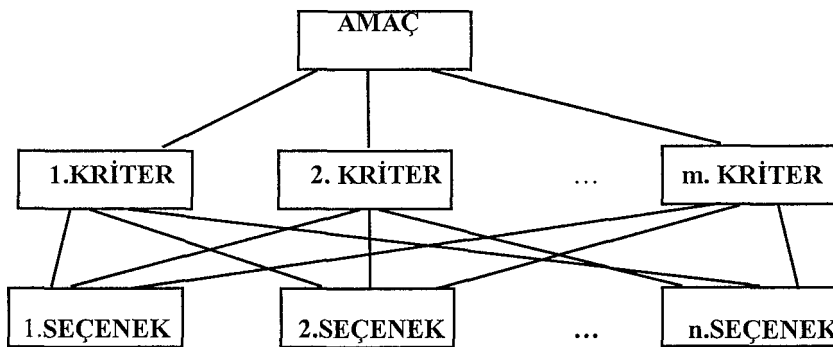 AMAÇ
1.KRİTER 2. KRİTER ... m. KRİTER
1.SEÇENEK 2.SEÇENEK ... n.SEÇENEK